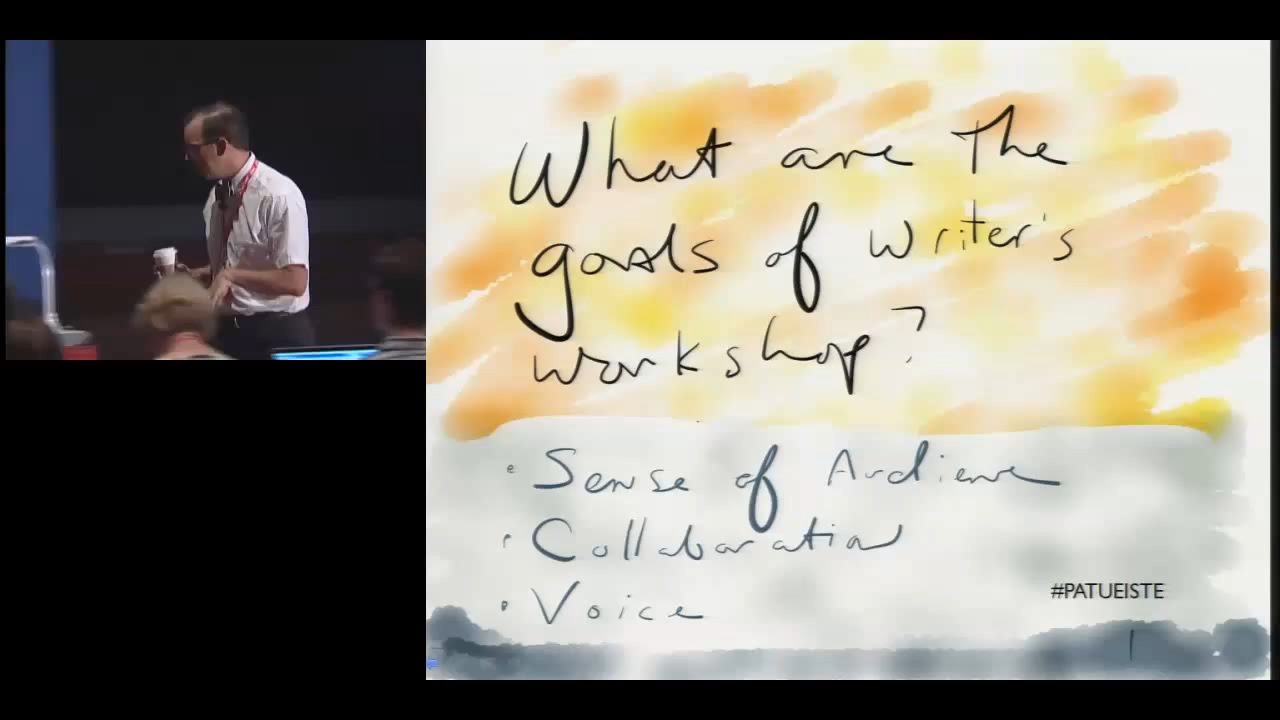 What are the
goals of writer's
workshop?
• Sense of Audience
• Collaboration
• Voice
#PATUEISTE